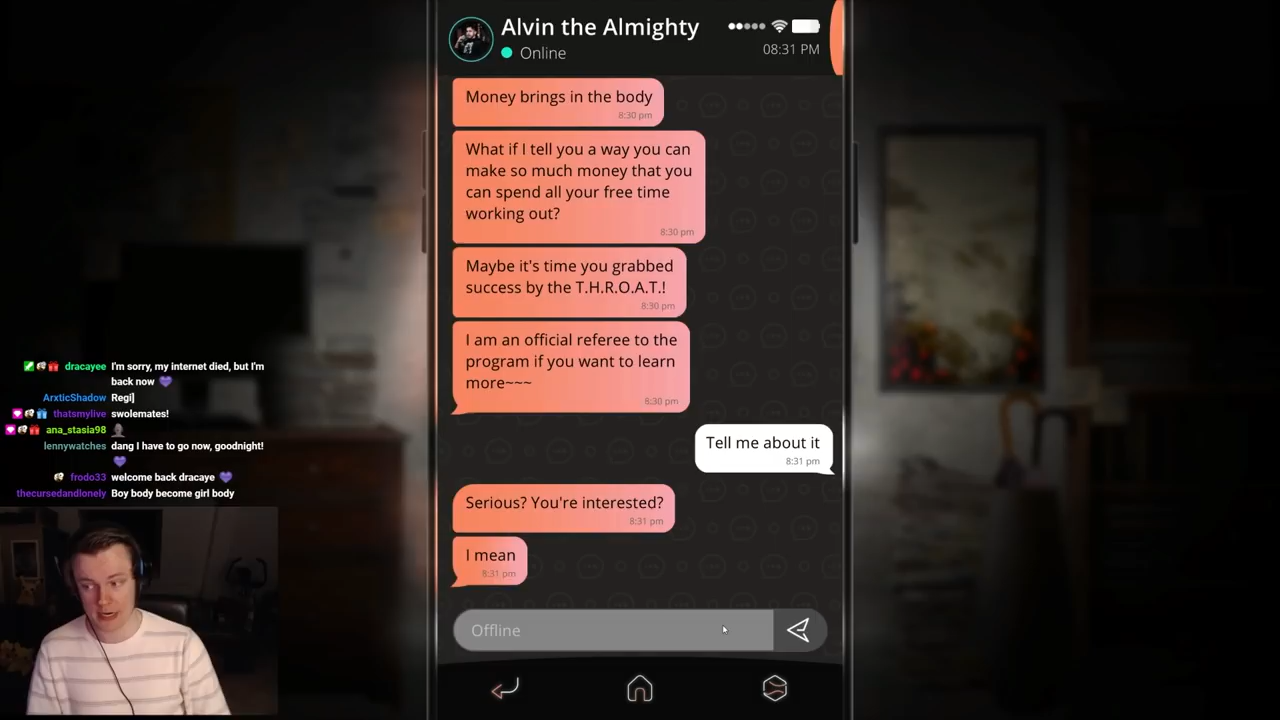 Alvin the Almighty
Online
08:31 PM
Money brings in the body
8:30 pm
What if I tell you a way you can
make so much money that you
can spend all your free time
working out?
8:30 pm
Maybe it's time you grabbed
success by the T.H.R.O.A.T.!
8:30 pm
I am an official referee to the
program if you want to learn
more~~~
8:30 pm
Tell me about it
8:31 pm
Serious? You're interested?
8:31 pm
I mean
8:31 pm
Offline
dracayee I'm sorry, my internet died, but I'm
back now
ArxticShadow Regi]
thatsmylive swolemates!
ana_stasia98
lennywatches dang I have to go now, goodnight!
frodo33 welcome back dracaye
thecursedandlonely Boy body become girl body